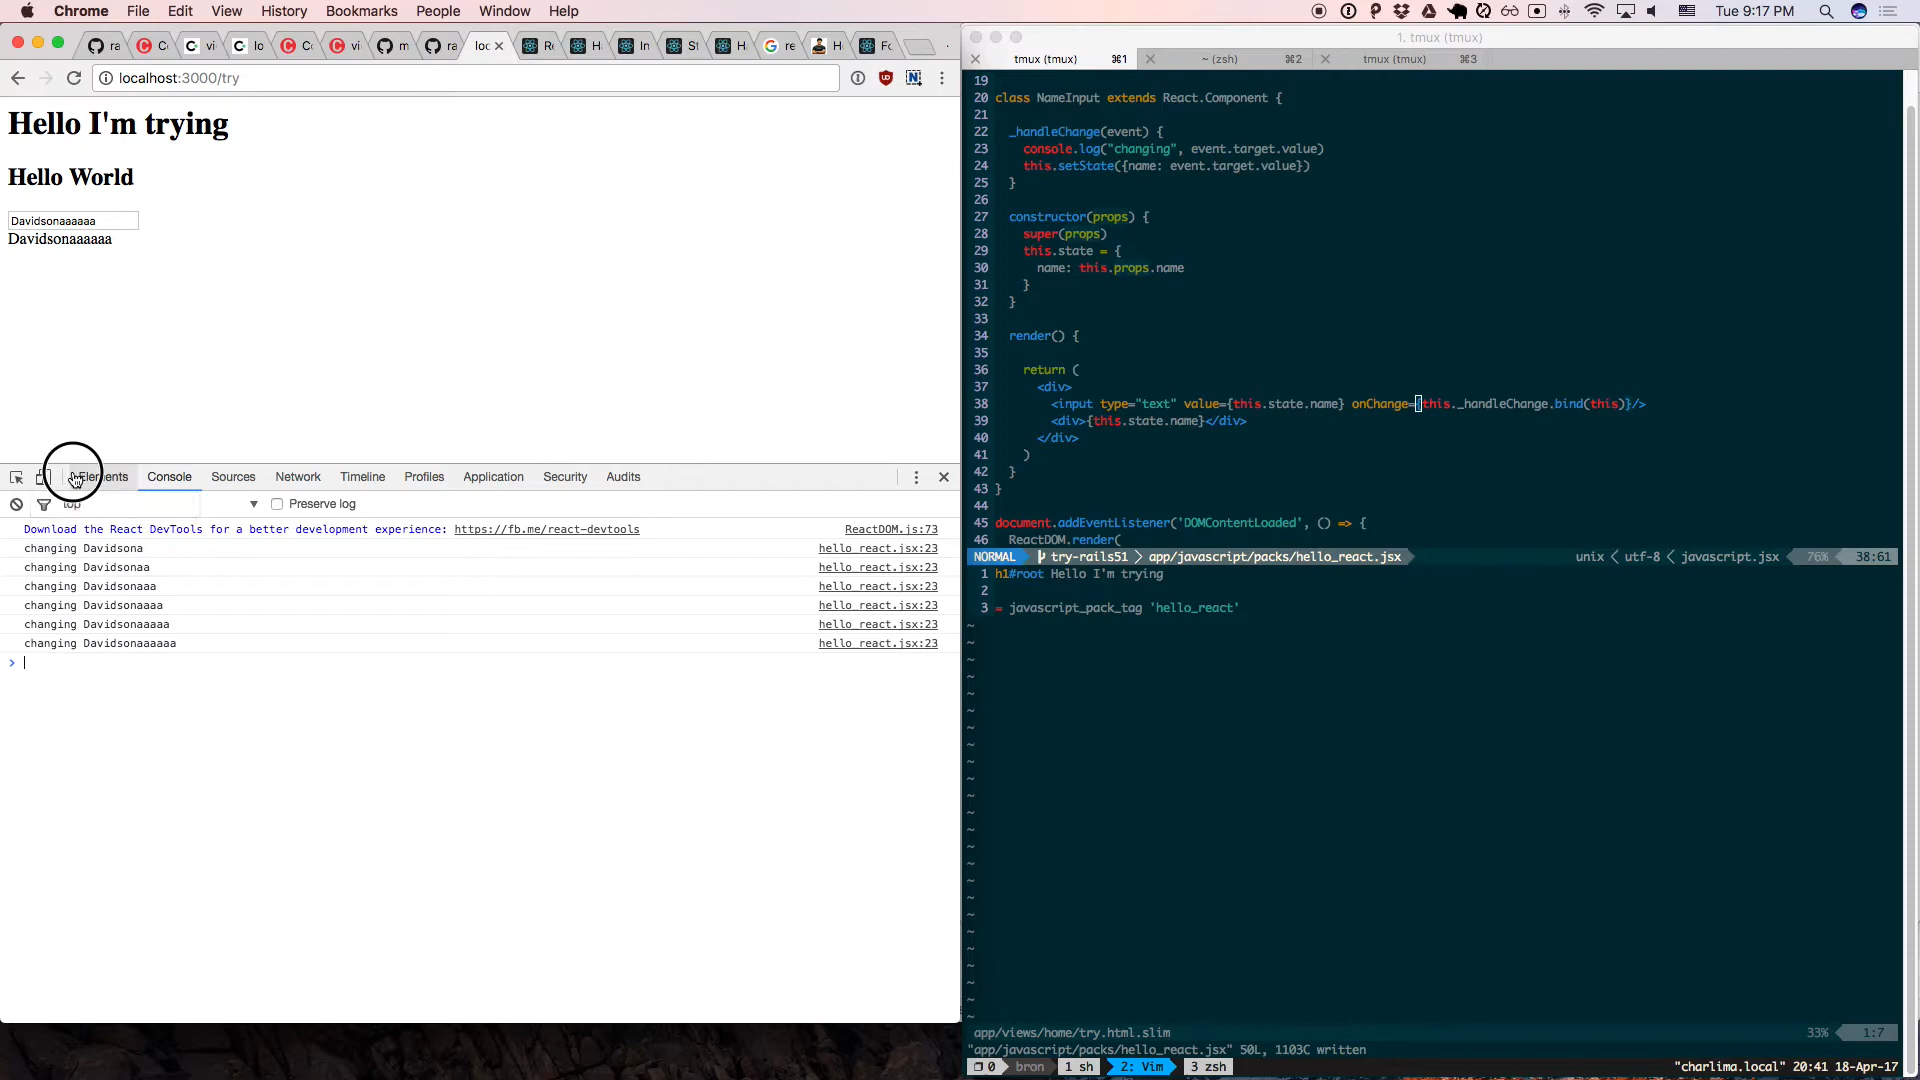 Chrome File Edit View History Bookmarks People Window Help
Tue 9:17 PM
ra
vi
lo
vi
m
ra
loc
localhost:3000/try
Hello I'm trying
Hello World
Davidsonaaaaaa
Davidsonaaaaaa
Elements Console Sources Network Timeline Profiles Application Security Audits
top Preserve log
Download the React DevTools for a better development experience: https://fb.me/react-devtools ReactDOM.js:73
changing Davidsona hello_react.jsx:23
changing Davidsonaa hello_react.jsx:23
changing Davidsonaaa hello_react.jsx:23
changing Davidsonaaaa hello_react.jsx:23
changing Davidsonaaaaa hello_react.jsx:23
changing Davidsonaaaaaa hello_react.jsx:23
>
1. tmux (tmux)
tmux (tmux) ⌘1 ~ (zsh) ⌘2 tmux (tmux) ⌘3
19
20 class NameInput extends React.Component {
21
22 _handleChange(event) {
23 console.log("changing", event.target.value)
24 this.setState({name: event.target.value})
25 }
26
27 constructor(props) {
28 super(props)
29 this.state = {
30 name: this.props.name
31 }
32 }
33
34 render() {
35
36 return (
37 <div>
38 <input type="text" value={this.state.name} onChange={this._handleChange.bind(this)}/>
39 <div>{this.state.name}</div>
40 </div>
41 )
42 }
43 }
44
45 document.addEventListener('DOMContentLoaded', () => {
46 ReactDOM.render(
NORMAL try-rails51 app/javascript/packs/hello_react.jsx unix utf-8 javascript.jsx 76% 38:61
1 h1#root Hello I'm trying
2
3 = javascript_pack_tag 'hello_react'
app/views/home/try.html.slim 33% 1:7
"app/javascript/packs/hello_react.jsx" 50L, 1103C written
0 bron 1 sh 2: Vim 3 zsh "charlima.local" 20:41 18-Apr-17